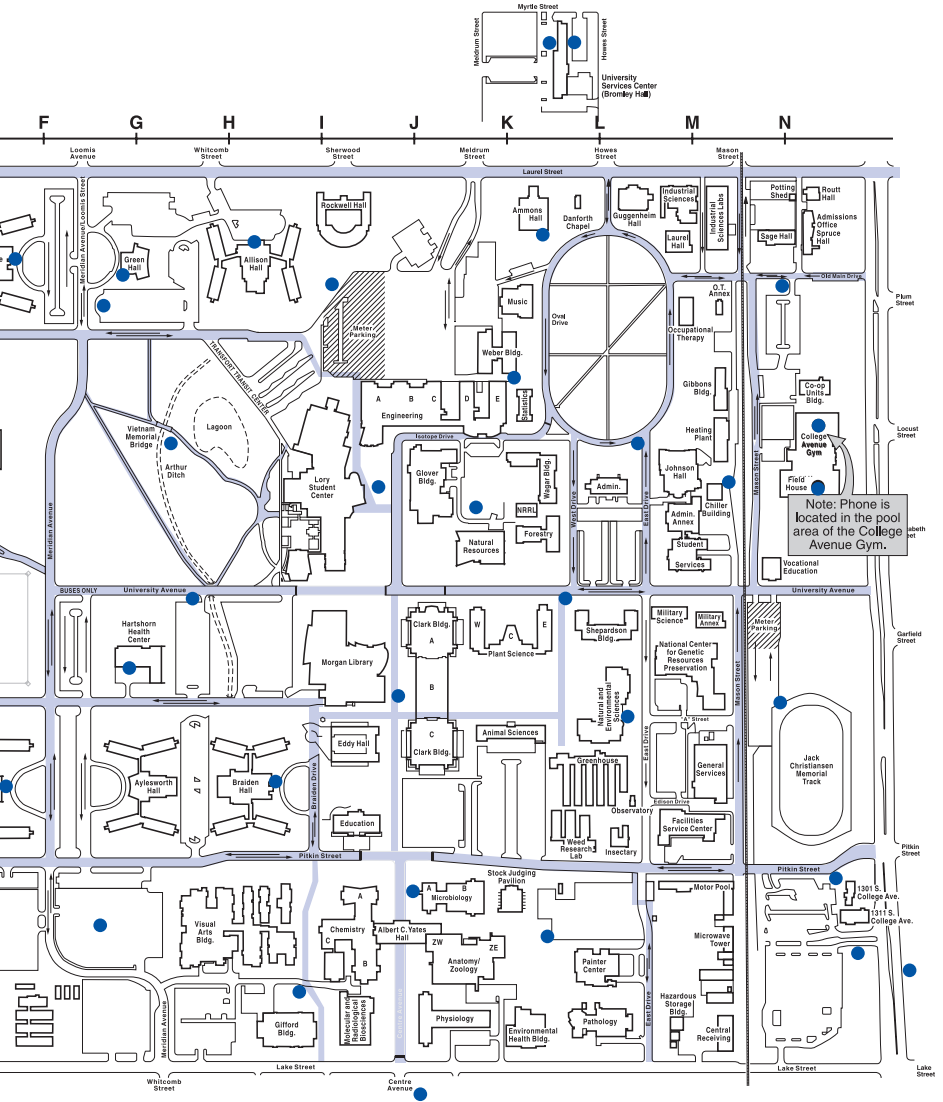 Myrtle Street
Meldrum Street
Howes Street
University
Services Center
(Bromley Hall)
F G H I J K L M N
Loomis
Avenue
Whitcomb
Street
Sherwood
Street
Meldrum
Street
Howes
Street
Mason
Street
Laurel Street
Meridian Avenue/Loomis Street
Rockwell Hall
Ammons
Hall
Danforth
Chapel
Guggenheim
Hall
Industrial
Sciences
Laurel
Hall
Industrial
Sciences Labs
Potting
Shed
Routt
Hall
Sage Hall
Admissions
Office
Spruce
Hall
Green
Hall
Allison
Hall
Old Main Drive
Plum
Street
Music
Oval
Drive
O.T.
Annex
Occupational
Therapy
Meter
Parking
Weber Bldg.
TRANSFORT TRANSIT CENTER
Gibbons
Bldg.
Co-op
Units
Bldg.
A B C D E
Engineering
Statistics
Isotope Drive
Vietnam
Memorial
Bridge
Lagoon
Arthur
Ditch
Lory
Student
Center
Glover
Bldg.
Wagar Bldg.
NRRL
Natural
Resources
Forestry
West Drive
Admin.
East Drive
Heating
Plant
Johnson
Hall
Chiller
Building
Admin.
Annex
Student
Services
Mason Street
College
Avenue
Gym
Field
House
Locust
Street
Note: Phone is
located in the pool
area of the College
Avenue Gym.
abeth
eet
Vocational
Education
Meridian Avenue
BUSES ONLY
University Avenue
University Avenue
Hartshorn
Health
Center
Morgan Library
Clark Bldg.
A
B
C
Clark Bldg.
W
C
E
Plant Science
Shepardson
Bldg.
Military
Science
Military
Annex
Meter
Parking
Garfield
Street
National Center
for Genetic
Resources
Preservation
Mason Street
Natural and
Environmental
Sciences
"A" Street
Eddy Hall
Animal Sciences
Greenhouse
East Drive
General
Services
Jack
Christiansen
Memorial
Track
Aylesworth
Hall
Braiden
Hall
Braiden Drive
Education
Observatory
Edison Drive
Facilities
Service Center
Weed
Research
Lab
Insectary
Pitkin Street
Pitkin Street
Pitkin
Street
Stock Judging
Pavilion
Motor Pool
1301 S.
College Ave.
1311 S.
College Ave.
A
B
Microbiology
Visual
Arts
Bldg.
A
Chemistry
C
B
Albert C. Yates
Hall
ZW
ZE
Anatomy/
Zoology
Painter
Center
Microwave
Tower
Meridian Avenue
Gifford Bldg.
Molecular and
Radiological
Biosciences
Centre Avenue
Physiology
Environmental
Health Bldg.
Pathology
East Drive
Hazardous
Storage
Bldg.
Central
Receiving
Lake Street
Lake Street
Lake
Street
Whitcomb
Street
Centre
Avenue